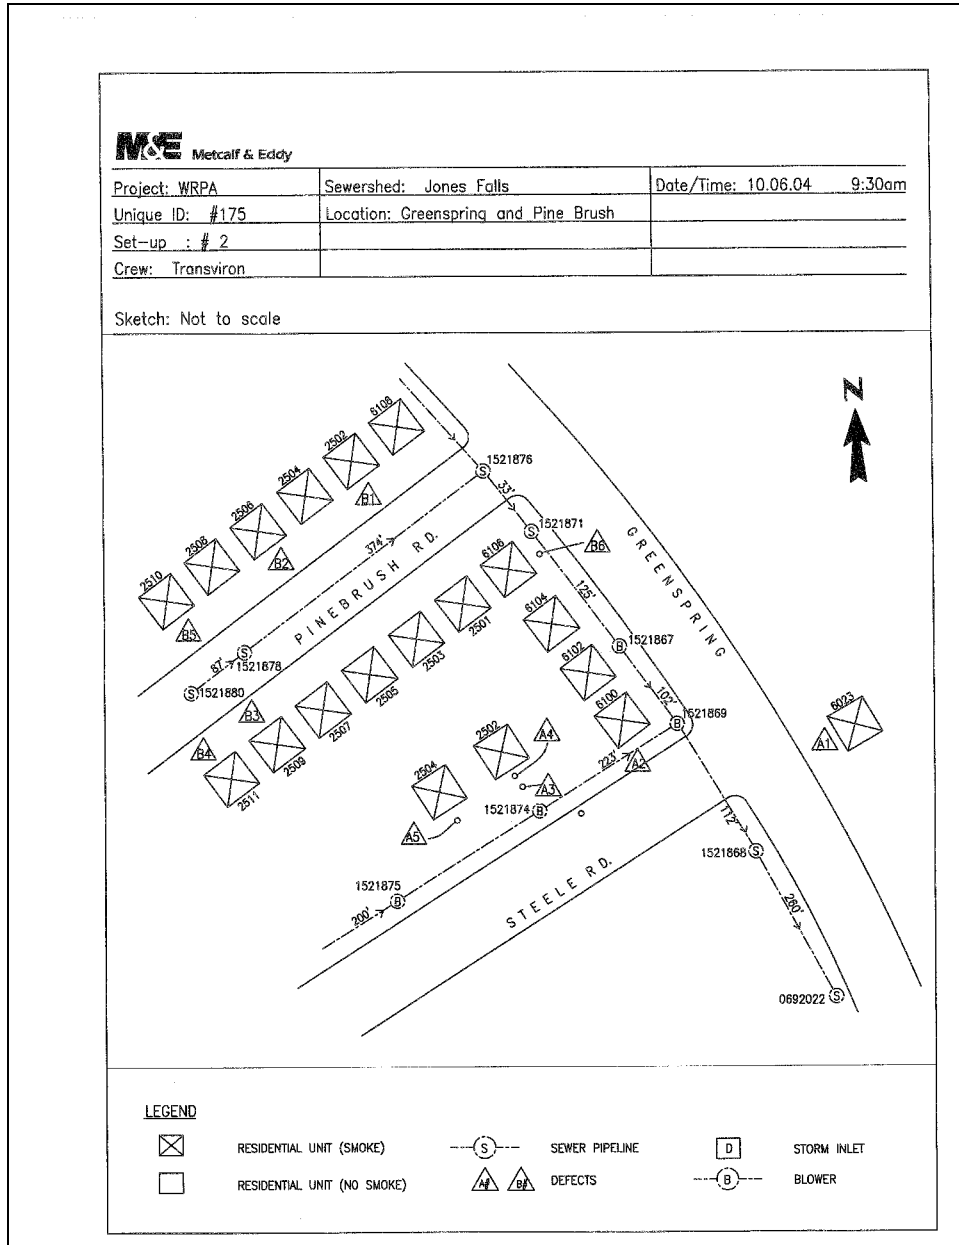 M&E Metcalf & Eddy
Project: WRPA Sewershed: Jones Falls Date/Time: 10.06.04 9:30am
Unique ID: #175 Location: Greenspring and Pine Brush
Set-up : # 2
Crew: Transviron
Sketch: Not to scale
N
6108
2502
2504
2506
2508
2510
B1
B2
B5
1521876
33'
1521871
374'
PINEBRUSH RD.
GREENSPRING
B6
6106
125'
6104
2501
2503
6102
1521867
87'
1521878
1521880
2505
102'
6100
1521869
B3
2507
6023
A1
B4
2509
2502
A4
223'
A2
2511
2504
A3
1521874
A5
112'
1521868
1521875
200'
STEELE RD.
260'
0692022
LEGEND
RESIDENTIAL UNIT (SMOKE) S SEWER PIPELINE D STORM INLET
RESIDENTIAL UNIT (NO SMOKE) A# B# DEFECTS B BLOWER